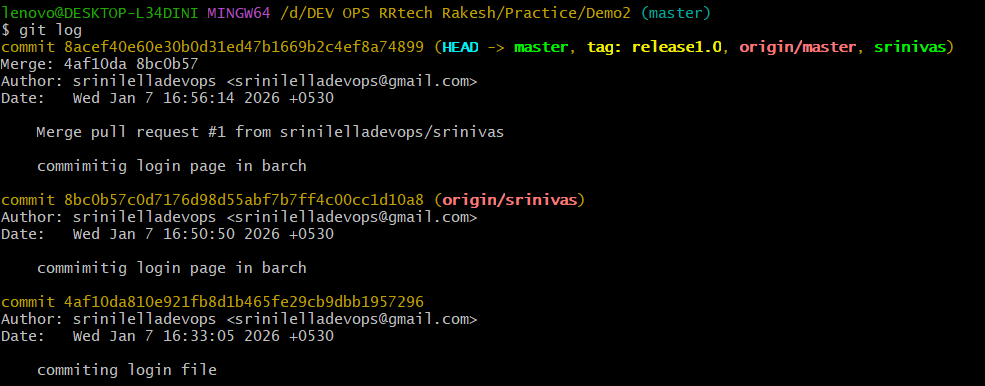 lenovo@DESKTOP-L34DINI MINGW64 /d/DEV OPS RRtech Rakesh/Practice/Demo2 (master)
$ git log
commit 8acef40e60e30b0d31ed47b1669b2c4ef8a74899 (HEAD -> master, tag: release1.0, origin/master, srinivas)
Merge: 4af10da 8bc0b57
Author: srinilelladevops <srinilelladevops@gmail.com>
Date:   Wed Jan 7 16:56:14 2026 +0530
Merge pull request #1 from srinilelladevops/srinivas
commimitig login page in barch
commit 8bc0b57c0d7176d98d55abf7b7ff4c00cc1d10a8 (origin/srinivas)
Author: srinilelladevops <srinilelladevops@gmail.com>
Date:   Wed Jan 7 16:50:50 2026 +0530
commimitig login page in barch
commit 4af10da810e921fb8d1b465fe29cb9dbb1957296
Author: srinilelladevops <srinilelladevops@gmail.com>
Date:   Wed Jan 7 16:33:05 2026 +0530
commiting login file